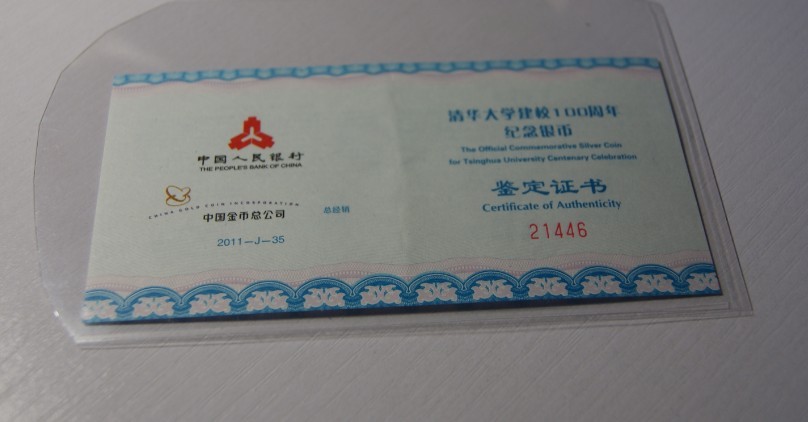 中国人民银行
THE PEOPLE'S BANK OF CHINA
CHINA GOLD COIN INCORPORATION
中国金币总公司 总经销
2011—J—35
清华大学建校100周年
纪念银币
The Official Commemorative Silver Coin
for Tsinghua University Centenary Celebration
鉴定证书
Certificate of Authenticity
21446